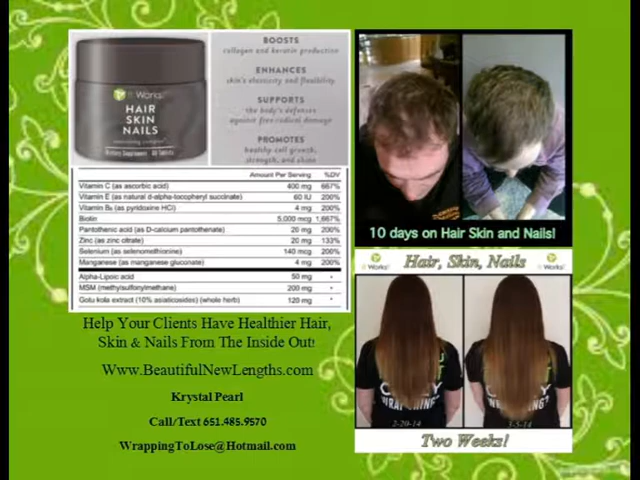 It Works!
HAIR
SKIN
NAILS
Dietary Supplement 60 Tablets
BOOSTS
collagen and keratin production
ENHANCES
skin's elasticity and flexibility
SUPPORTS
the body's defenses
against free radical damage
PROMOTES
healthy cell growth,
strength, and shine
Amount Per Serving %DV
Vitamin C (as ascorbic acid) 400 mg 667%
Vitamin E (as natural d-alpha-tocopheryl succinate) 60 IU 200%
Vitamin B6 (as pyridoxine HCl) 4 mg 200%
Biotin 5,000 mcg 1,667%
Pantothenic acid (as D-calcium pantothenate) 20 mg 200%
Zinc (as zinc citrate) 20 mg 133%
Selenium (as selenomethionine) 140 mcg 200%
Manganese (as manganese gluconate) 4 mg 200%
Alpha-Lipoic acid 50 mg *
MSM (methylsulfonylmethane) 200 mg *
Gotu kola extract (10% asiaticosides) (whole herb) 120 mg *
Help Your Clients Have Healthier Hair,
Skin & Nails From The Inside Out!
Www.BeautifulNewLengths.com
Krystal Pearl
Call/Text 651.485.9570
WrappingToLose@Hotmail.com
10 days on Hair Skin and Nails!
It Works! Hair, Skin, Nails It Works!
2-20-14 3-5-14
Two Weeks!